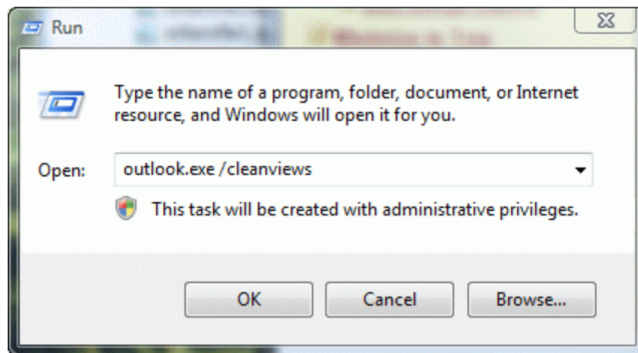 Run
Type the name of a program, folder, document, or Internet
resource, and Windows will open it for you.
Open:
outlook.exe /cleanviews
This task will be created with administrative privileges.
OK
Cancel
Browse...